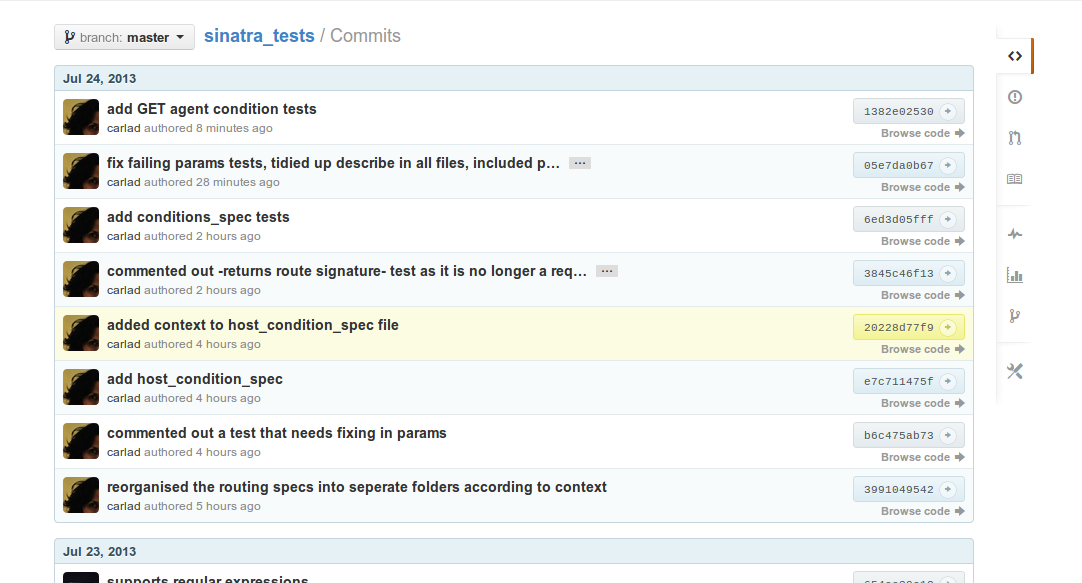 branch: master
sinatra_tests / Commits
Jul 24, 2013
add GET agent condition tests
carlad authored 8 minutes ago
1382e02530
Browse code
fix failing params tests, tidied up describe in all files, included p…
carlad authored 28 minutes ago
05e7da0b67
Browse code
add conditions_spec tests
carlad authored 2 hours ago
6ed3d05fff
Browse code
commented out -returns route signature- test as it is no longer a req…
carlad authored 2 hours ago
3845c46f13
Browse code
added context to host_condition_spec file
carlad authored 4 hours ago
20228d77f9
Browse code
add host_condition_spec
carlad authored 4 hours ago
e7c711475f
Browse code
commented out a test that needs fixing in params
carlad authored 4 hours ago
b6c475ab73
Browse code
reorganised the routing specs into seperate folders according to context
carlad authored 5 hours ago
3991049542
Browse code
Jul 23, 2013
supports regular expressions